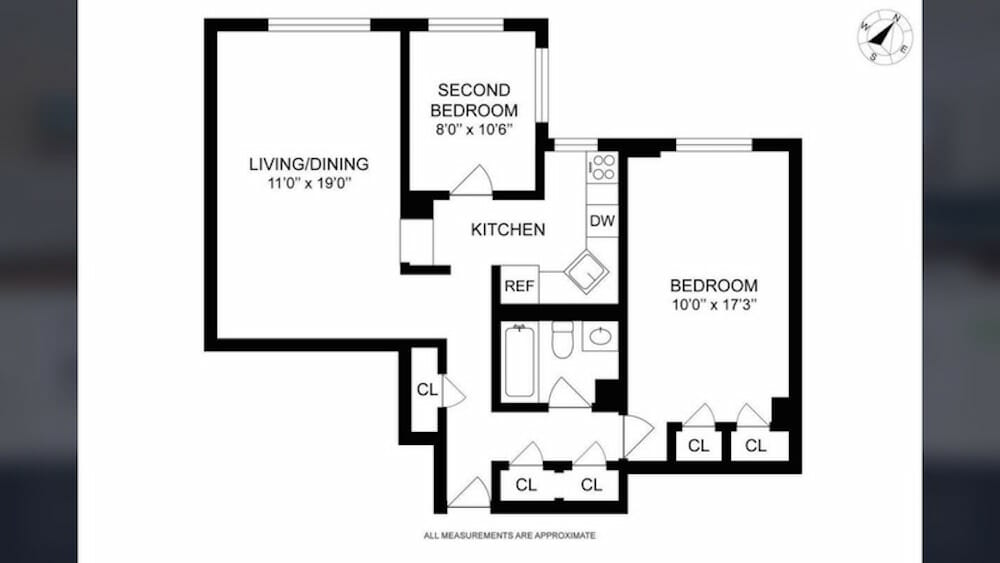 N
W
E
S
SECOND
BEDROOM
8’0” x 10’6”
LIVING/DINING
11’0” x 19’0”
KITCHEN
DW
REF
BEDROOM
10’0” x 17’3”
CL
CL
CL
CL
CL
ALL MEASUREMENTS ARE APPROXIMATE